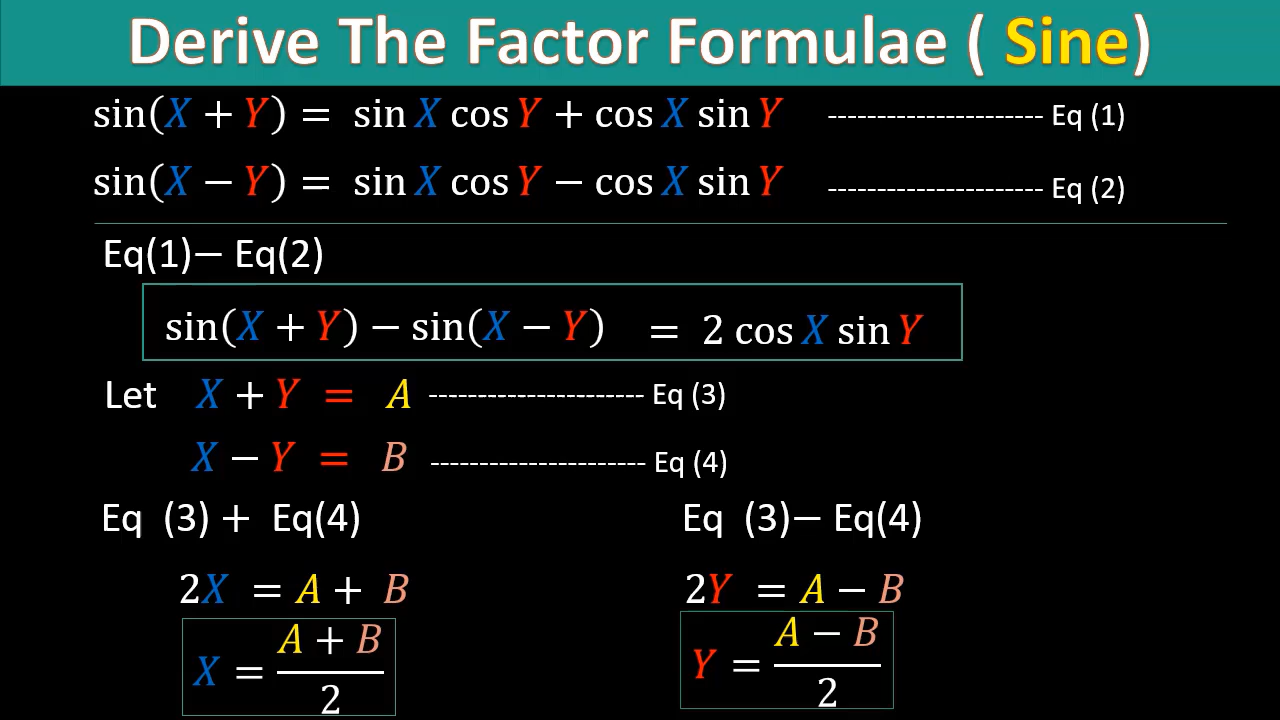 Derive The Factor Formulae ( Sine)
sin(X + Y) = sin X cos Y + cos X sin Y ---------------------- Eq (1)
sin(X − Y) = sin X cos Y − cos X sin Y ---------------------- Eq (2)
Eq(1)− Eq(2)
sin(X + Y) − sin(X − Y) = 2 cos X sin Y
Let X + Y = A ---------------------- Eq (3)
X − Y = B ---------------------- Eq (4)
Eq (3) + Eq(4) Eq (3)− Eq(4)
2X = A + B 2Y = A − B
X = (A + B)/2 Y = (A − B)/2